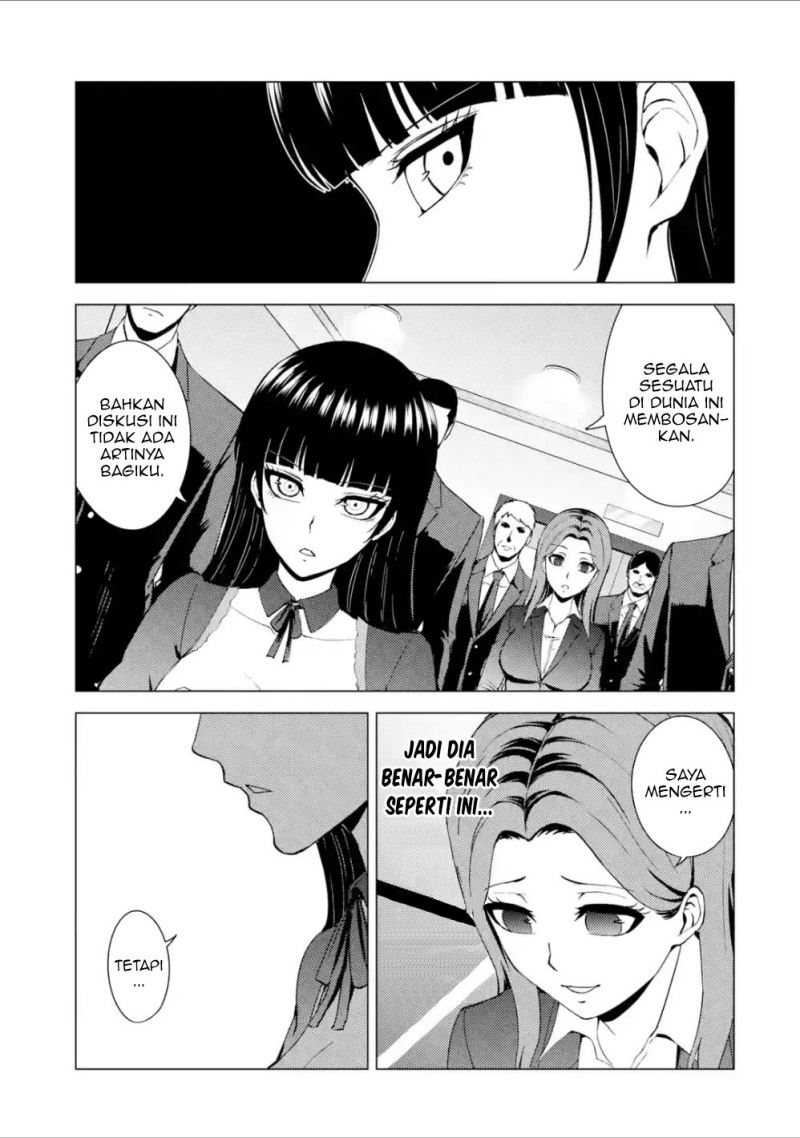 SEGALA
SESUATU
DI DUNIA INI
MEMBOSAN-
KAN.
BAHKAN
DISKUSI INI
TIDAK ADA
ARTINYA
BAGIKU.
SAYA
MENGERTI
...
JADI DIA
BENAR-BENAR
SEPERTI INI...
TETAPI
...